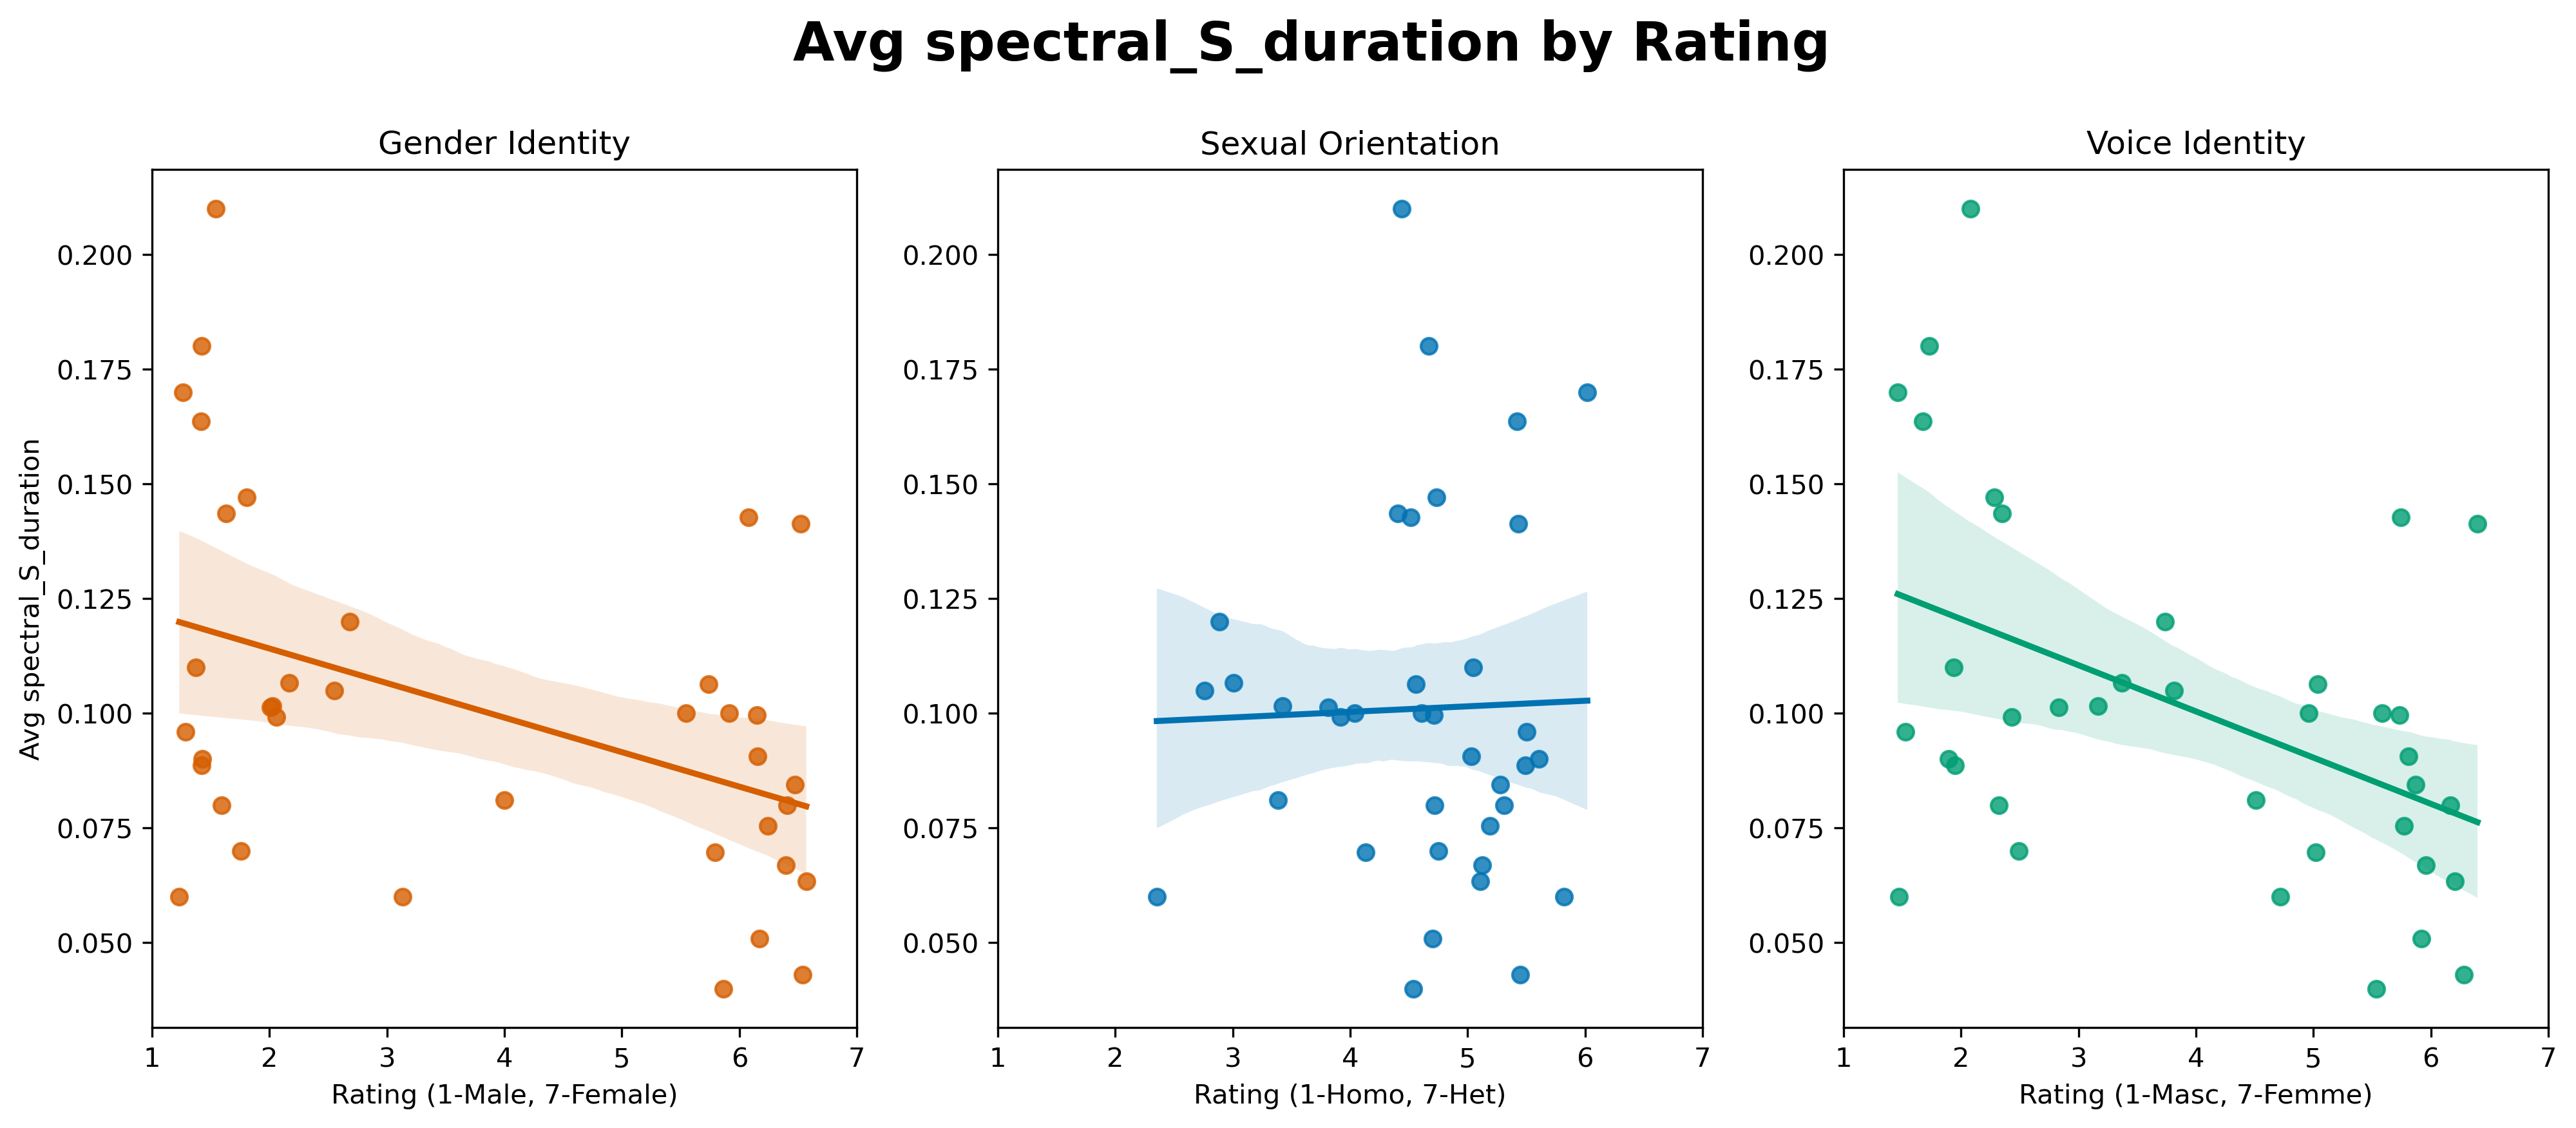 Avg spectral_S_duration by Rating
Gender Identity
Sexual Orientation
Voice Identity
Avg spectral_S_duration
0.200
0.175
0.150
0.125
0.100
0.075
0.050
1 2 3 4 5 6 7
Rating (1-Male, 7-Female)
0.200
0.175
0.150
0.125
0.100
0.075
0.050
1 2 3 4 5 6 7
Rating (1-Homo, 7-Het)
0.200
0.175
0.150
0.125
0.100
0.075
0.050
1 2 3 4 5 6 7
Rating (1-Masc, 7-Femme)